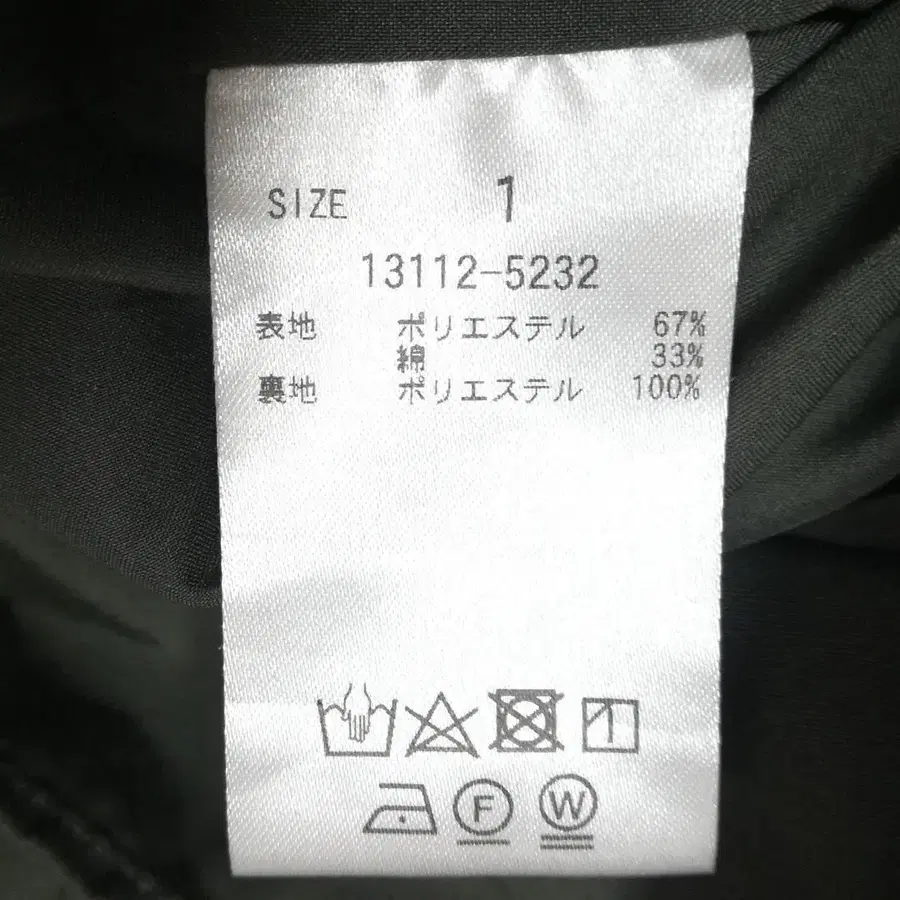 SIZE 1
13112-5232
表地 ポリエステル 67%
綿 33%
裏地 ポリエステル 100%
F W